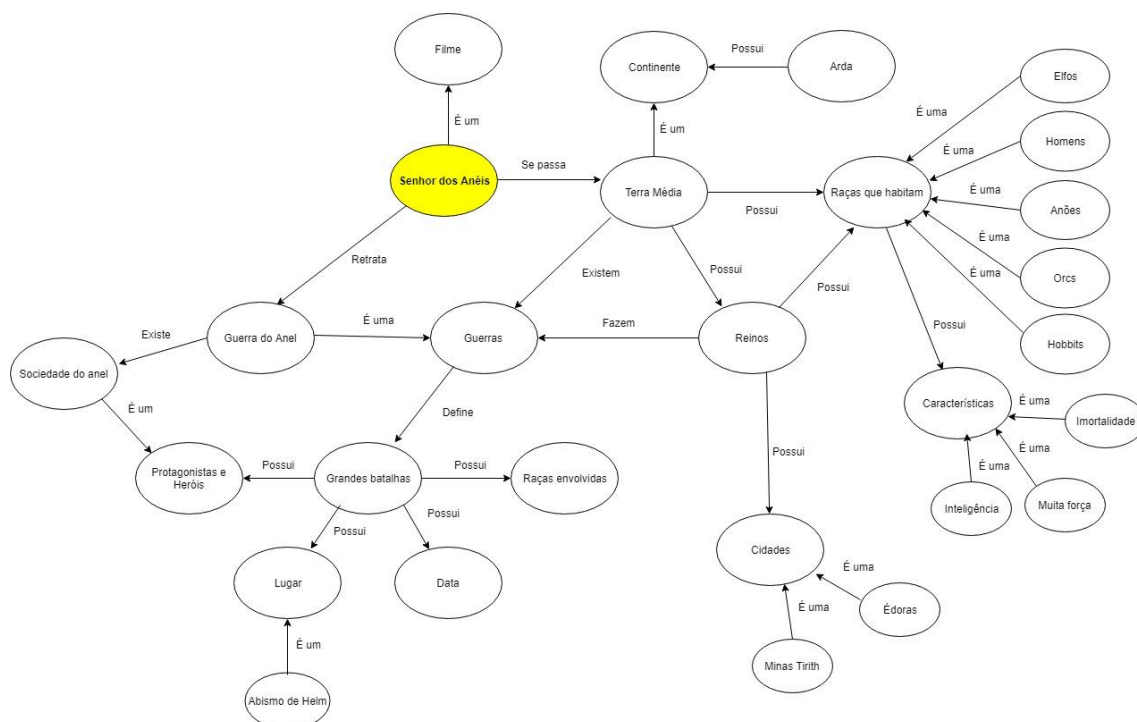 Filme
Continente
Possui
Arda
Elfos
É um
É um
É uma
Homens
É uma
Senhor dos Anéis
Se passa
Terra Média
Possui
Raças que habitam
É uma
Anões
É uma
Orcs
Retrata
Existem
Possui
Possui
É uma
Hobbits
Existe
Guerra do Anel
É uma
Guerras
Fazem
Reinos
Possui
Sociedade do anel
É um
Define
Características
É uma
Imortalidade
É uma
É uma
Protagonistas e
Heróis
Possui
Grandes batalhas
Possui
Raças envolvidas
Possui
Inteligência
Muita força
Possui
Possui
Lugar
Data
Cidades
É uma
Édoras
É uma
É um
Minas Tirith
Abismo de Helm